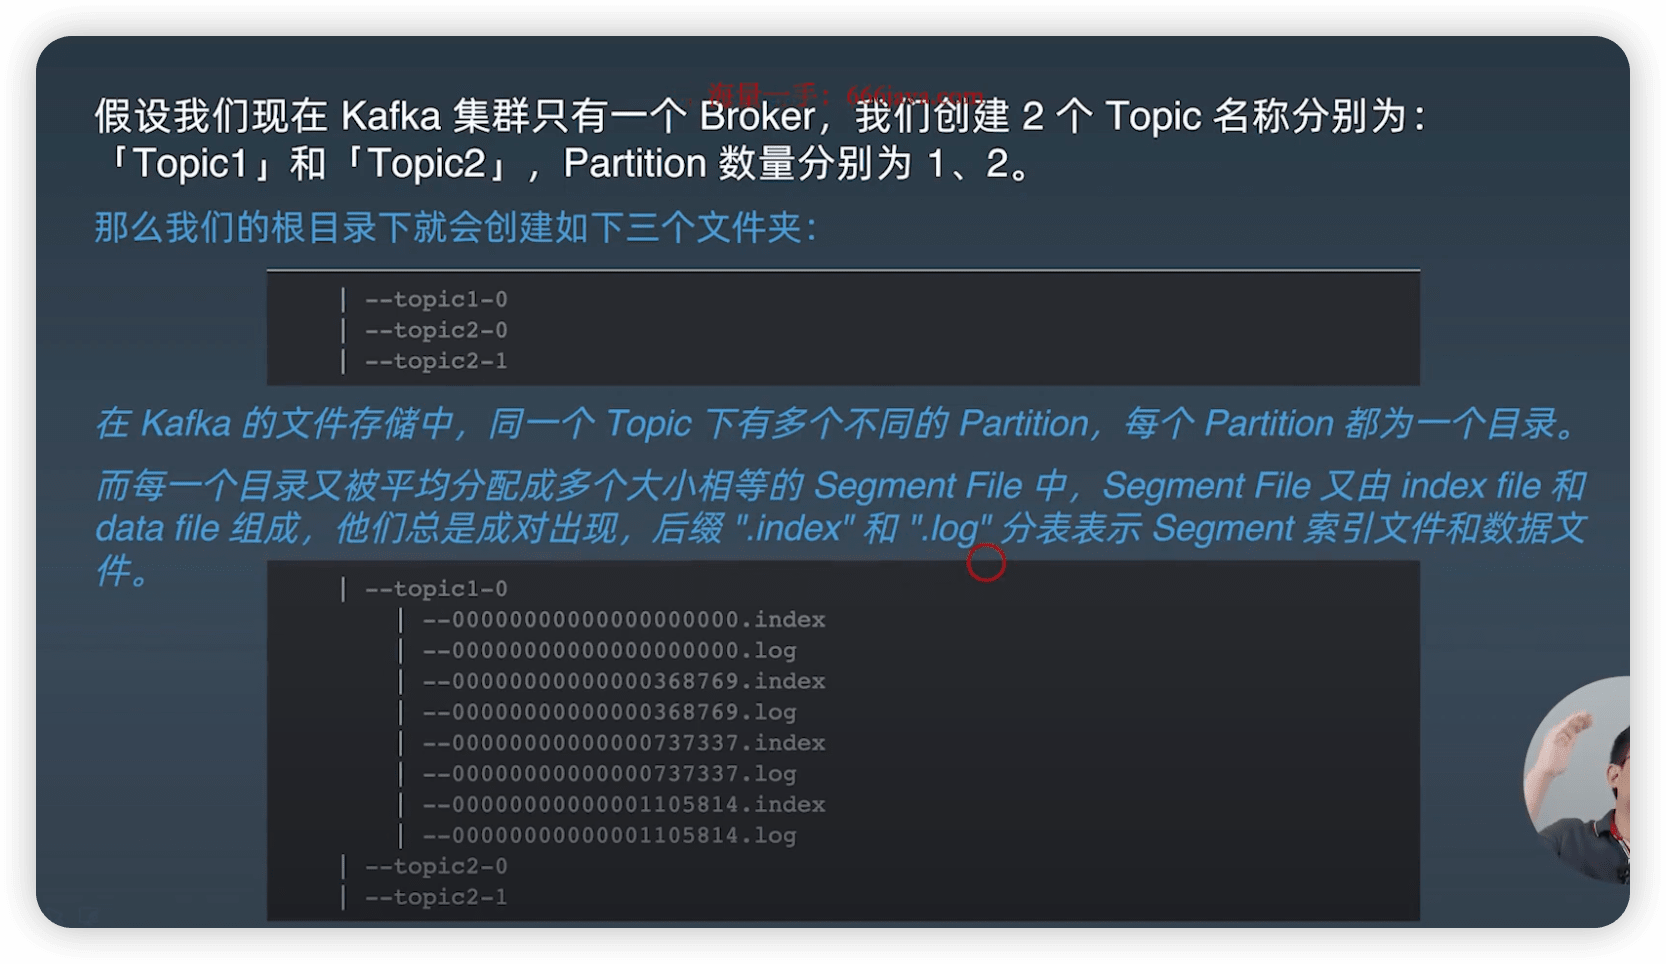 海量一手：666java.com
假设我们现在 Kafka 集群只有一个 Broker，我们创建 2 个 Topic 名称分别为：
「Topic1」和「Topic2」，Partition 数量分别为 1、2。
那么我们的根目录下就会创建如下三个文件夹：
| --topic1-0
| --topic2-0
| --topic2-1
在 Kafka 的文件存储中，同一个 Topic 下有多个不同的 Partition，每个 Partition 都为一个目录。
而每一个目录又被平均分配成多个大小相等的 Segment File 中，Segment File 又由 index file 和
data file 组成，他们总是成对出现，后缀 ".index" 和 ".log" 分表表示 Segment 索引文件和数据文
件。
| --topic1-0
| --00000000000000000000.index
| --00000000000000000000.log
| --00000000000000368769.index
| --00000000000000368769.log
| --00000000000000737337.index
| --00000000000000737337.log
| --00000000000001105814.index
| --00000000000001105814.log
| --topic2-0
| --topic2-1